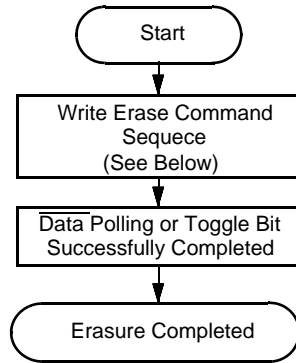 Start
Write Erase Command
Sequece
(See Below)
Data Polling or Toggle Bit
Successfully Completed
Erasure Completed